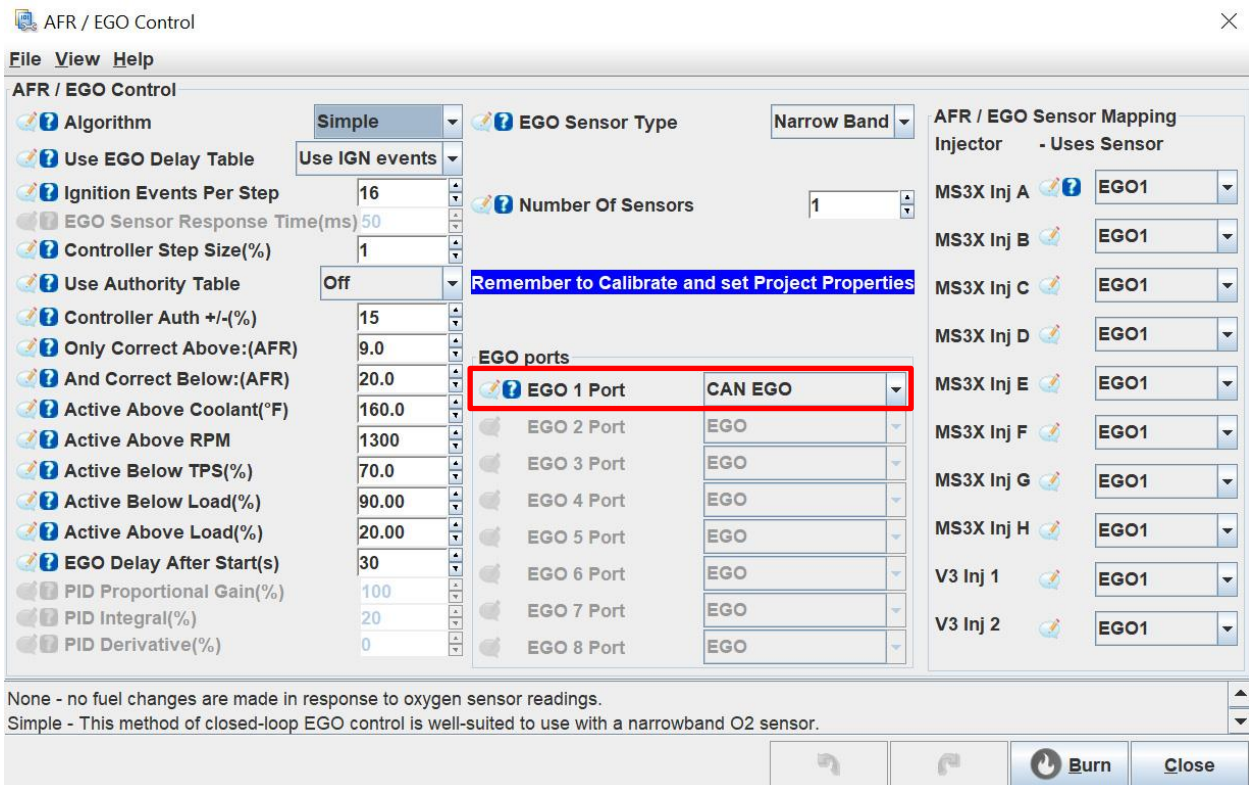 AFR / EGO Control
File View Help
AFR / EGO Control
Algorithm Simple
Use EGO Delay Table Use IGN events
Ignition Events Per Step 16
EGO Sensor Response Time(ms) 50
Controller Step Size(%) 1
Use Authority Table Off
Controller Auth +/-(%) 15
Only Correct Above:(AFR) 9.0
And Correct Below:(AFR) 20.0
Active Above Coolant(°F) 160.0
Active Above RPM 1300
Active Below TPS(%) 70.0
Active Below Load(%) 90.00
Active Above Load(%) 20.00
EGO Delay After Start(s) 30
PID Proportional Gain(%) 100
PID Integral(%) 20
PID Derivative(%) 0
EGO Sensor Type Narrow Band
Number Of Sensors 1
Remember to Calibrate and set Project Properties
EGO ports
EGO 1 Port CAN EGO
EGO 2 Port EGO
EGO 3 Port EGO
EGO 4 Port EGO
EGO 5 Port EGO
EGO 6 Port EGO
EGO 7 Port EGO
EGO 8 Port EGO
AFR / EGO Sensor Mapping
Injector - Uses Sensor
MS3X Inj A EGO1
MS3X Inj B EGO1
MS3X Inj C EGO1
MS3X Inj D EGO1
MS3X Inj E EGO1
MS3X Inj F EGO1
MS3X Inj G EGO1
MS3X Inj H EGO1
V3 Inj 1 EGO1
V3 Inj 2 EGO1
None - no fuel changes are made in response to oxygen sensor readings.
Simple - This method of closed-loop EGO control is well-suited to use with a narrowband O2 sensor.
Burn Close